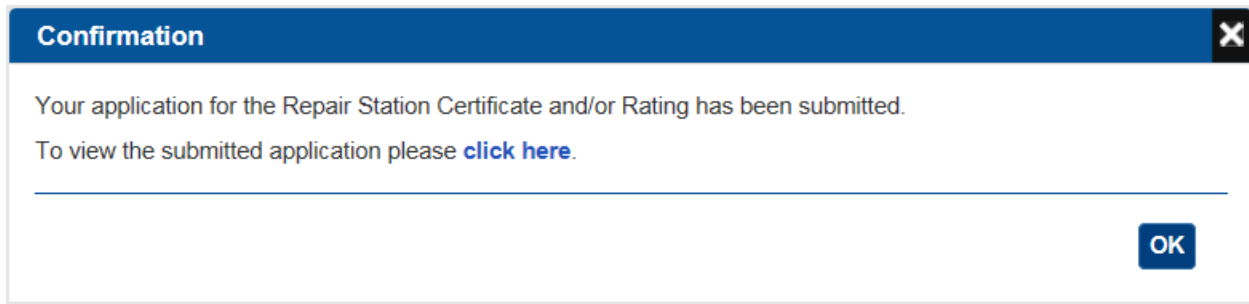 Confirmation
Your application for the Repair Station Certificate and/or Rating has been submitted.
To view the submitted application please click here.
OK